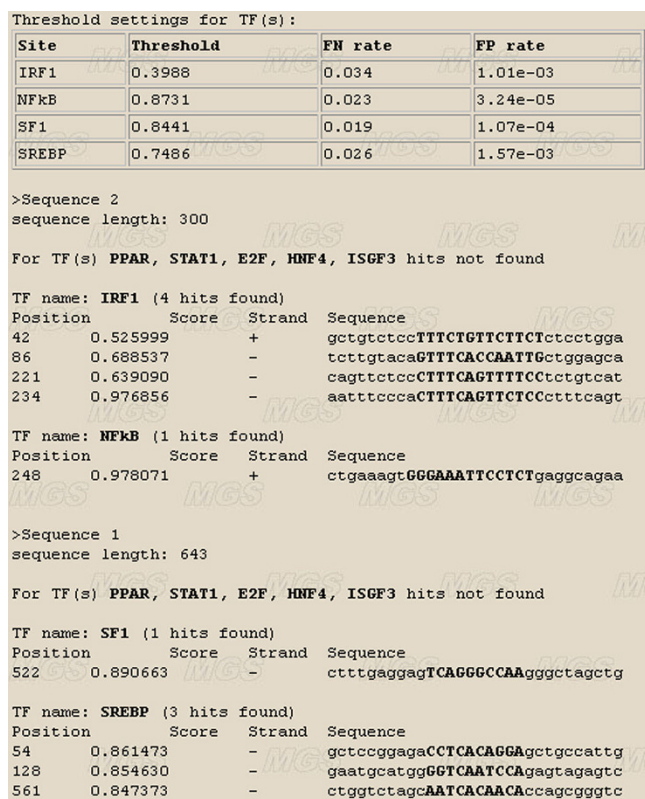 Threshold settings for TF(s):
Site Threshold FN rate FP rate
IRF1 0.3988 0.034 1.01e-03
NFkB 0.8731 0.023 3.24e-05
SF1 0.8441 0.019 1.07e-04
SREBP 0.7486 0.026 1.57e-03
>Sequence 2
sequence length: 300
For TF(s) PPAR, STAT1, E2F, HNF4, ISGF3 hits not found
TF name: IRF1 (4 hits found)
Position Score Strand Sequence
42 0.525999 + gctgtctccTTTCTGTTCTTCTctcctgga
86 0.688537 - tcttgtacaGTTTCACCAATTGctggagca
221 0.639090 - cagttctccCTTTCAGTTTTCCtctgtcat
234 0.976856 - aatttcccaCTTTCAGTTCTCCctttcagt
TF name: NFkB (1 hits found)
Position Score Strand Sequence
248 0.978071 + ctgaaagtGGGAAATTCCTCTgaggcagaa
>Sequence 1
sequence length: 643
For TF(s) PPAR, STAT1, E2F, HNF4, ISGF3 hits not found
TF name: SF1 (1 hits found)
Position Score Strand Sequence
522 0.890663 - ctttgaggagTCAGGGCCAAgggctagctg
TF name: SREBP (3 hits found)
Position Score Strand Sequence
54 0.861473 - gctccggagaCCTCACAGGAgctgccattg
128 0.854630 - gaatgcatggGGTCAATCCAgagtagagtc
561 0.847373 - ctggtctagcAATCACAACAccagcgggtc